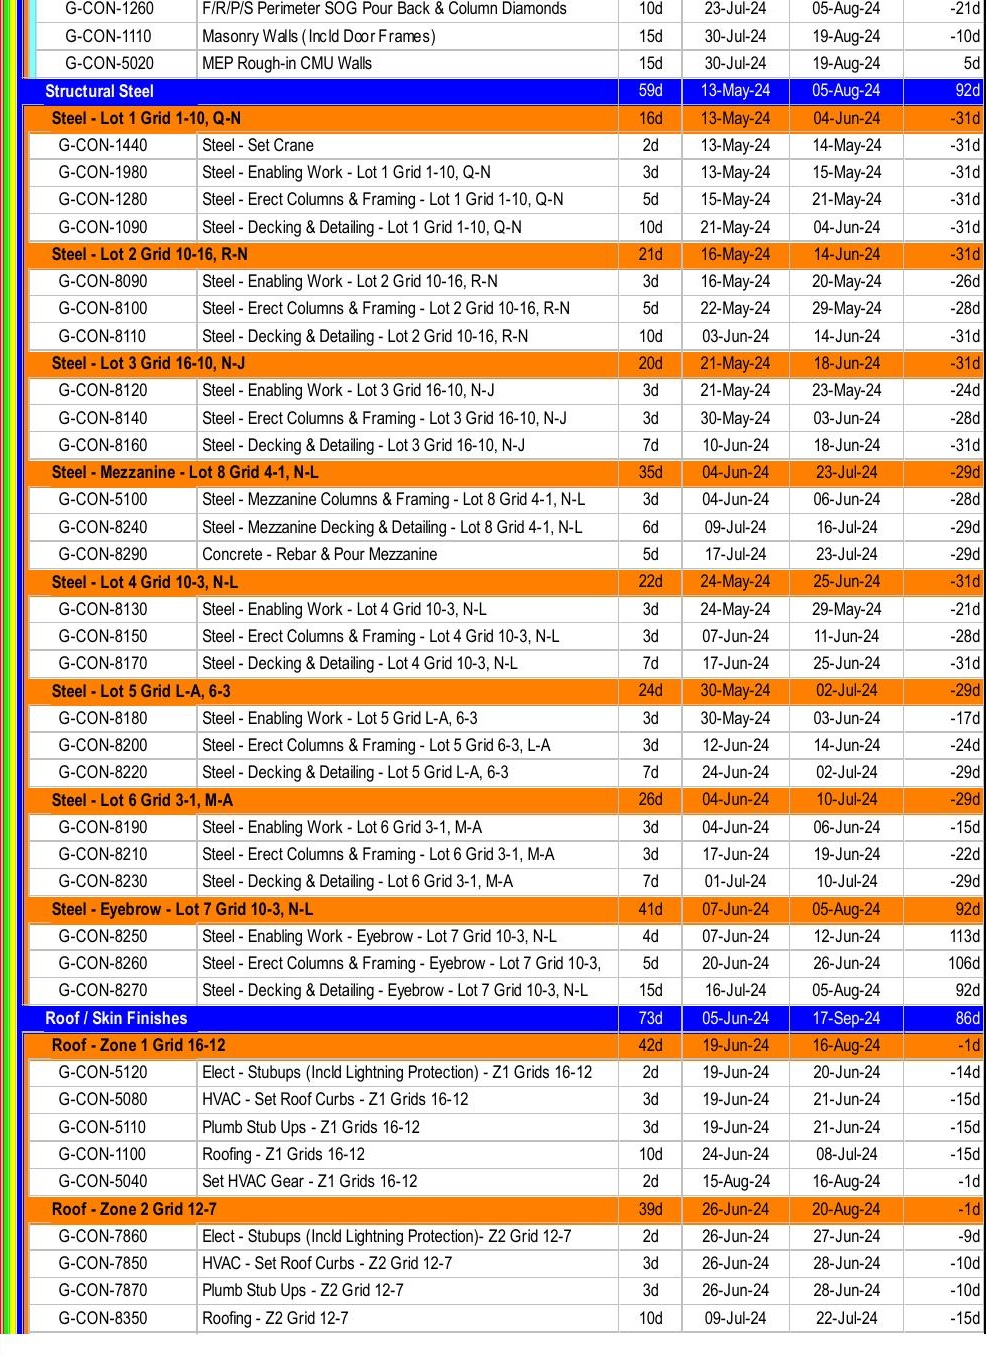 G-CON-1260 F/R/P/S Perimeter SOG Pour Back & Column Diamonds 10d 23-Jul-24 05-Aug-24 -21d
G-CON-1110 Masonry Walls (Incld Door Frames) 15d 30-Jul-24 19-Aug-24 -10d
G-CON-5020 MEP Rough-in CMU Walls 15d 30-Jul-24 19-Aug-24 5d
Structural Steel 59d 13-May-24 05-Aug-24 92d
Steel - Lot 1 Grid 1-10, Q-N 16d 13-May-24 04-Jun-24 -31d
G-CON-1440 Steel - Set Crane 2d 13-May-24 14-May-24 -31d
G-CON-1980 Steel - Enabling Work - Lot 1 Grid 1-10, Q-N 3d 13-May-24 15-May-24 -31d
G-CON-1280 Steel - Erect Columns & Framing - Lot 1 Grid 1-10, Q-N 5d 15-May-24 21-May-24 -31d
G-CON-1090 Steel - Decking & Detailing - Lot 1 Grid 1-10, Q-N 10d 21-May-24 04-Jun-24 -31d
Steel - Lot 2 Grid 10-16, R-N 21d 16-May-24 14-Jun-24 -31d
G-CON-8090 Steel - Enabling Work - Lot 2 Grid 10-16, R-N 3d 16-May-24 20-May-24 -26d
G-CON-8100 Steel - Erect Columns & Framing - Lot 2 Grid 10-16, R-N 5d 22-May-24 29-May-24 -28d
G-CON-8110 Steel - Decking & Detailing - Lot 2 Grid 10-16, R-N 10d 03-Jun-24 14-Jun-24 -31d
Steel - Lot 3 Grid 16-10, N-J 20d 21-May-24 18-Jun-24 -31d
G-CON-8120 Steel - Enabling Work - Lot 3 Grid 16-10, N-J 3d 21-May-24 23-May-24 -24d
G-CON-8140 Steel - Erect Columns & Framing - Lot 3 Grid 16-10, N-J 3d 30-May-24 03-Jun-24 -28d
G-CON-8160 Steel - Decking & Detailing - Lot 3 Grid 16-10, N-J 7d 10-Jun-24 18-Jun-24 -31d
Steel - Mezzanine - Lot 8 Grid 4-1, N-L 35d 04-Jun-24 23-Jul-24 -29d
G-CON-5100 Steel - Mezzanine Columns & Framing - Lot 8 Grid 4-1, N-L 3d 04-Jun-24 06-Jun-24 -28d
G-CON-8240 Steel - Mezzanine Decking & Detailing - Lot 8 Grid 4-1, N-L 6d 09-Jul-24 16-Jul-24 -29d
G-CON-8290 Concrete - Rebar & Pour Mezzanine 5d 17-Jul-24 23-Jul-24 -29d
Steel - Lot 4 Grid 10-3, N-L 22d 24-May-24 25-Jun-24 -31d
G-CON-8130 Steel - Enabling Work - Lot 4 Grid 10-3, N-L 3d 24-May-24 29-May-24 -21d
G-CON-8150 Steel - Erect Columns & Framing - Lot 4 Grid 10-3, N-L 3d 07-Jun-24 11-Jun-24 -28d
G-CON-8170 Steel - Decking & Detailing - Lot 4 Grid 10-3, N-L 7d 17-Jun-24 25-Jun-24 -31d
Steel - Lot 5 Grid L-A, 6-3 24d 30-May-24 02-Jul-24 -29d
G-CON-8180 Steel - Enabling Work - Lot 5 Grid L-A, 6-3 3d 30-May-24 03-Jun-24 -17d
G-CON-8200 Steel - Erect Columns & Framing - Lot 5 Grid 6-3, L-A 3d 12-Jun-24 14-Jun-24 -24d
G-CON-8220 Steel - Decking & Detailing - Lot 5 Grid L-A, 6-3 7d 24-Jun-24 02-Jul-24 -29d
Steel - Lot 6 Grid 3-1, M-A 26d 04-Jun-24 10-Jul-24 -29d
G-CON-8190 Steel - Enabling Work - Lot 6 Grid 3-1, M-A 3d 04-Jun-24 06-Jun-24 -15d
G-CON-8210 Steel - Erect Columns & Framing - Lot 6 Grid 3-1, M-A 3d 17-Jun-24 19-Jun-24 -22d
G-CON-8230 Steel - Decking & Detailing - Lot 6 Grid 3-1, M-A 7d 01-Jul-24 10-Jul-24 -29d
Steel - Eyebrow - Lot 7 Grid 10-3, N-L 41d 07-Jun-24 05-Aug-24 92d
G-CON-8250 Steel - Enabling Work - Eyebrow - Lot 7 Grid 10-3, N-L 4d 07-Jun-24 12-Jun-24 113d
G-CON-8260 Steel - Erect Columns & Framing - Eyebrow - Lot 7 Grid 10-3, 5d 20-Jun-24 26-Jun-24 106d
G-CON-8270 Steel - Decking & Detailing - Eyebrow - Lot 7 Grid 10-3, N-L 15d 16-Jul-24 05-Aug-24 92d
Roof / Skin Finishes 73d 05-Jun-24 17-Sep-24 86d
Roof - Zone 1 Grid 16-12 42d 19-Jun-24 16-Aug-24 -1d
G-CON-5120 Elect - Stubups (Incld Lightning Protection) - Z1 Grids 16-12 2d 19-Jun-24 20-Jun-24 -14d
G-CON-5080 HVAC - Set Roof Curbs - Z1 Grids 16-12 3d 19-Jun-24 21-Jun-24 -15d
G-CON-5110 Plumb Stub Ups - Z1 Grids 16-12 3d 19-Jun-24 21-Jun-24 -15d
G-CON-1100 Roofing - Z1 Grids 16-12 10d 24-Jun-24 08-Jul-24 -15d
G-CON-5040 Set HVAC Gear - Z1 Grids 16-12 2d 15-Aug-24 16-Aug-24 -1d
Roof - Zone 2 Grid 12-7 39d 26-Jun-24 20-Aug-24 -1d
G-CON-7860 Elect - Stubups (Incld Lightning Protection)- Z2 Grid 12-7 2d 26-Jun-24 27-Jun-24 -9d
G-CON-7850 HVAC - Set Roof Curbs - Z2 Grid 12-7 3d 26-Jun-24 28-Jun-24 -10d
G-CON-7870 Plumb Stub Ups - Z2 Grid 12-7 3d 26-Jun-24 28-Jun-24 -10d
G-CON-8350 Roofing - Z2 Grid 12-7 10d 09-Jul-24 22-Jul-24 -15d